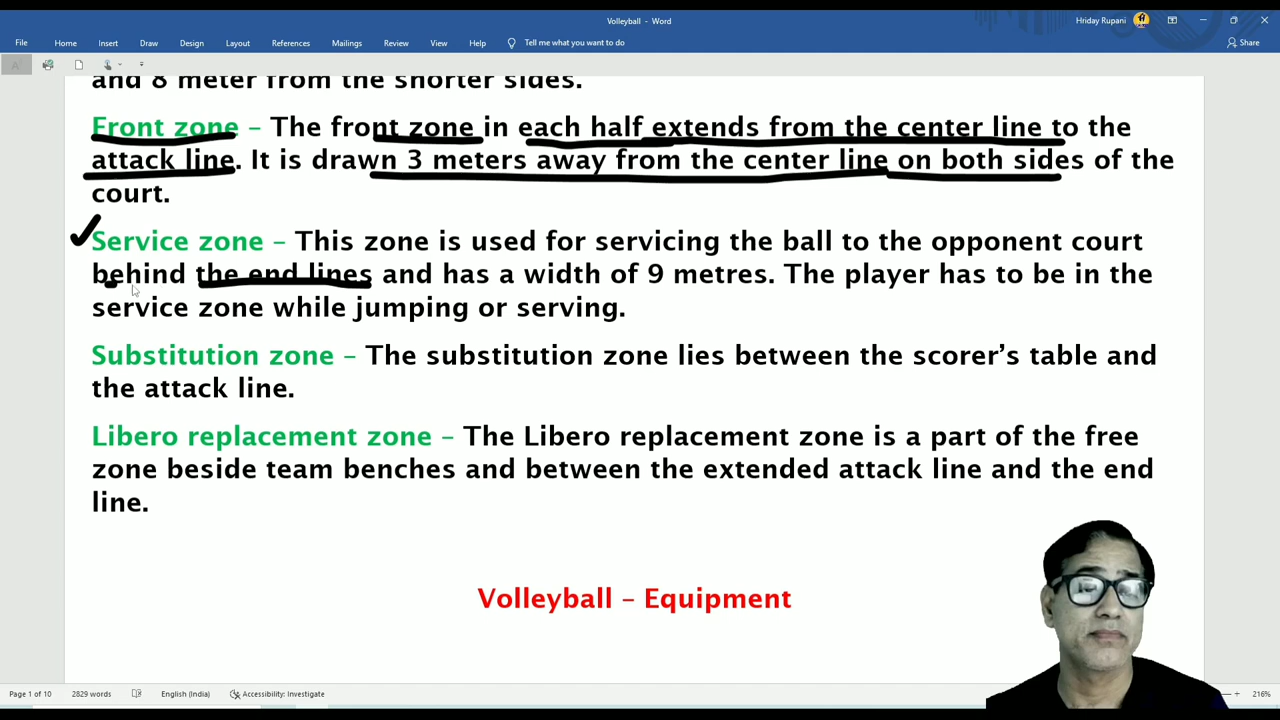 Volleyball - Word
Hriday Rupani
File Home Insert Draw Design Layout References Mailings Review View Help Tell me what you want to do Share
and 8 meter from the shorter sides.
Front zone – The front zone in each half extends from the center line to the
attack line. It is drawn 3 meters away from the center line on both sides of the
court.
Service zone – This zone is used for servicing the ball to the opponent court
behind the end lines and has a width of 9 metres. The player has to be in the
service zone while jumping or serving.
Substitution zone – The substitution zone lies between the scorer's table and
the attack line.
Libero replacement zone – The Libero replacement zone is a part of the free
zone beside team benches and between the extended attack line and the end
line.
Volleyball – Equipment
Page 1 of 10 2829 words English (India) Accessibility: Investigate 216%